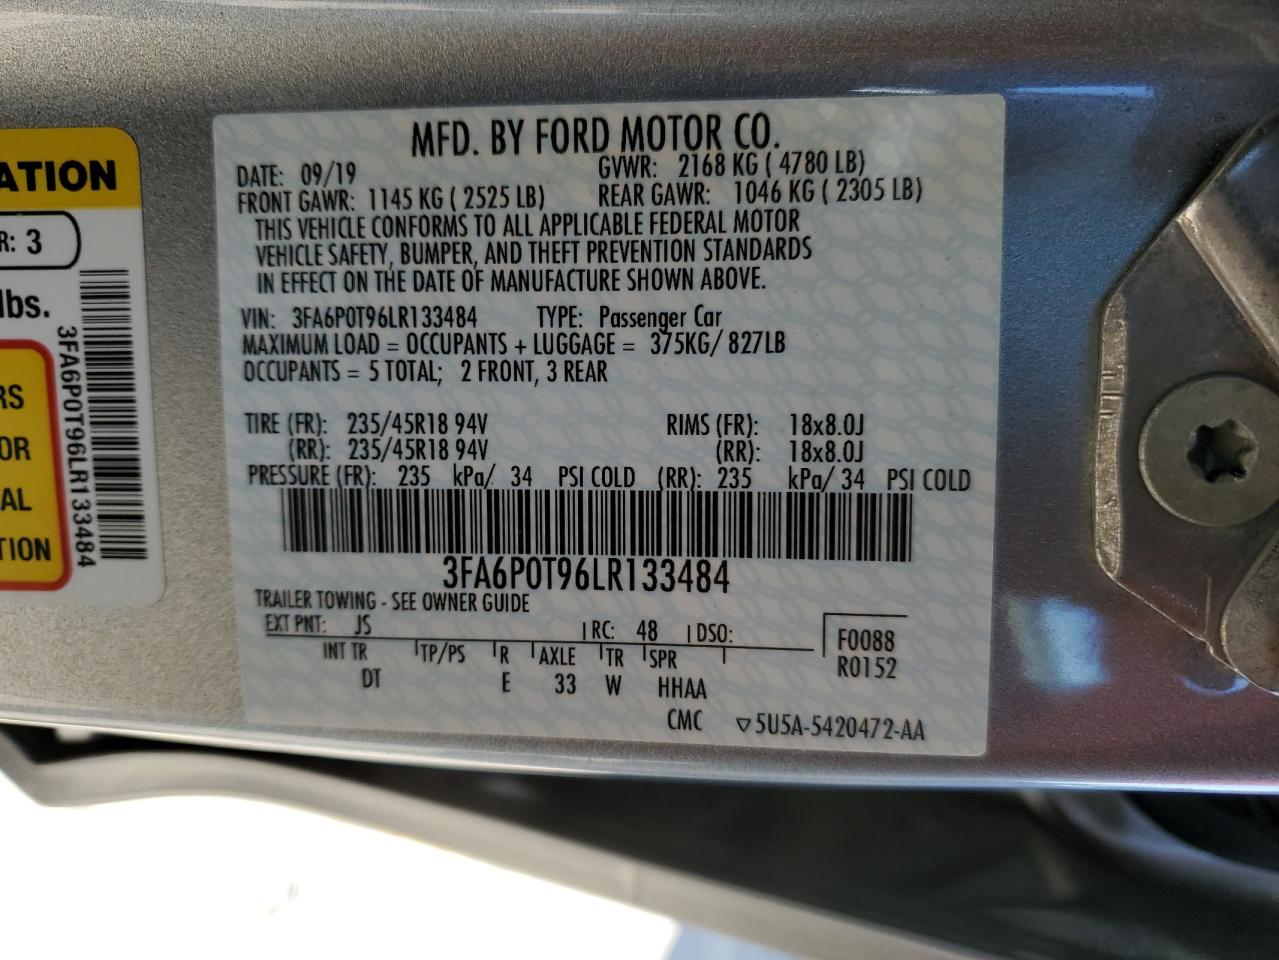 MFD. BY FORD MOTOR CO.
DATE: 09/19 GVWR: 2168 KG ( 4780 LB)
FRONT GAWR: 1145 KG ( 2525 LB) REAR GAWR: 1046 KG ( 2305 LB)
THIS VEHICLE CONFORMS TO ALL APPLICABLE FEDERAL MOTOR
VEHICLE SAFETY, BUMPER, AND THEFT PREVENTION STANDARDS
IN EFFECT ON THE DATE OF MANUFACTURE SHOWN ABOVE.
VIN: 3FA6P0T96LR133484 TYPE: Passenger Car
MAXIMUM LOAD = OCCUPANTS + LUGGAGE = 375KG/ 827LB
OCCUPANTS = 5 TOTAL; 2 FRONT, 3 REAR
TIRE (FR): 235/45R18 94V RIMS (FR): 18x8.0J
(RR): 235/45R18 94V (RR): 18x8.0J
PRESSURE (FR): 235 kPa/ 34 PSI COLD (RR): 235 kPa/ 34 PSI COLD
3FA6P0T96LR133484
TRAILER TOWING - SEE OWNER GUIDE
EXT PNT: JS RC: 48 DSO: F0088
INT TR TP/PS R AXLE TR SPR R0152
DT E 33 W HHAA
CMC ▽5U5A-5420472-AA
ATION
R: 3
lbs.
RS
OR
AL
TION
3FA6P0T96LR133484